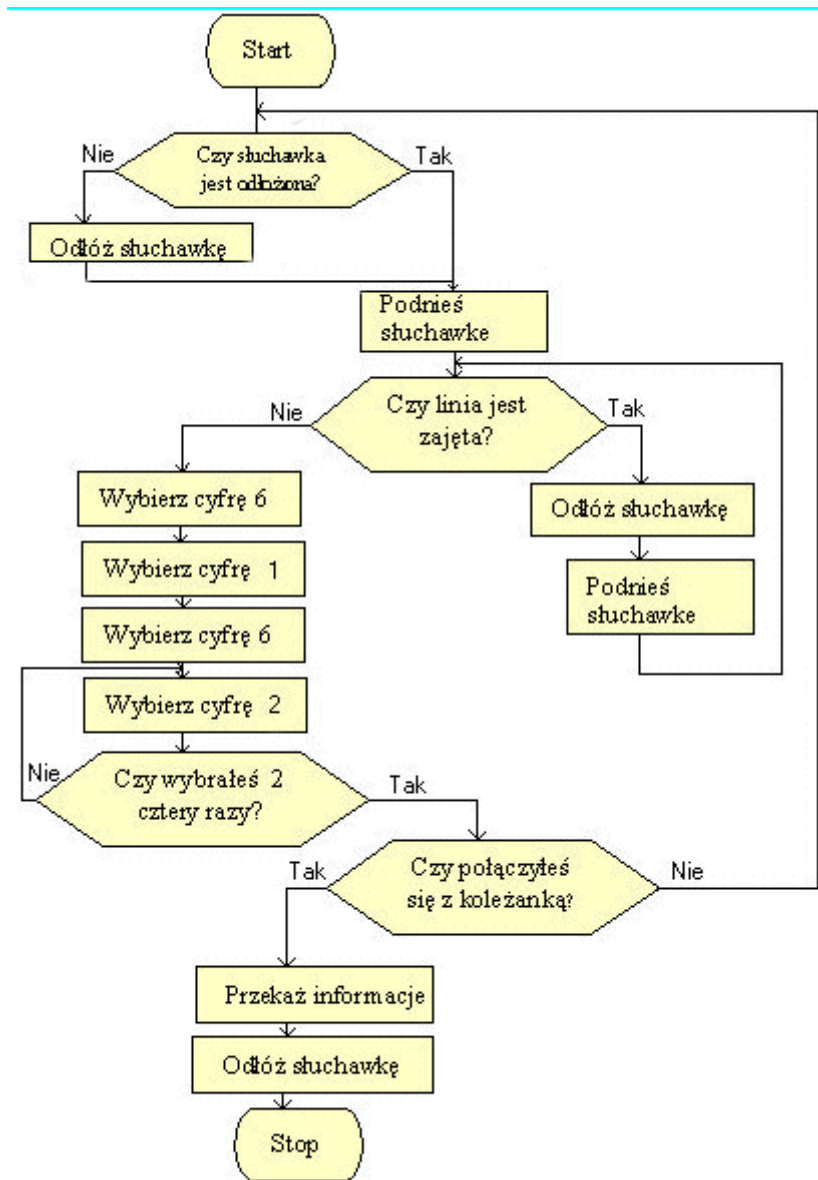 Start
Nie
Czy słuchawka
jest odłożona?
Tak
Odłóż słuchawkę
Podnieś
słuchawke
Nie
Czy linia jest
zajęta?
Tak
Wybierz cyfrę 6
Odłóż słuchawkę
Wybierz cyfrę 1
Podnieś
słuchawke
Wybierz cyfrę 6
Wybierz cyfrę 2
Nie
Czy wybrałeś 2
cztery razy?
Tak
Tak
Czy połączyłeś
się z koleżanką?
Nie
Przekaż informacje
Odłóż słuchawkę
Stop